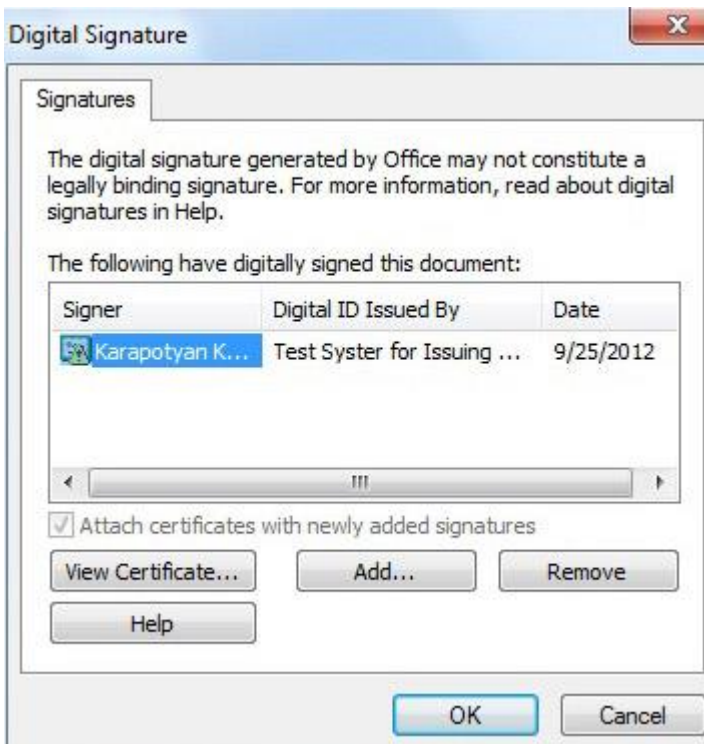 Digital Signature
Signatures
The digital signature generated by Office may not constitute a
legally binding signature. For more information, read about digital
signatures in Help.
The following have digitally signed this document:
Signer Digital ID Issued By Date
Karapotyan K... Test Syster for Issuing ... 9/25/2012
Attach certificates with newly added signatures
View Certificate... Add... Remove
Help
OK Cancel